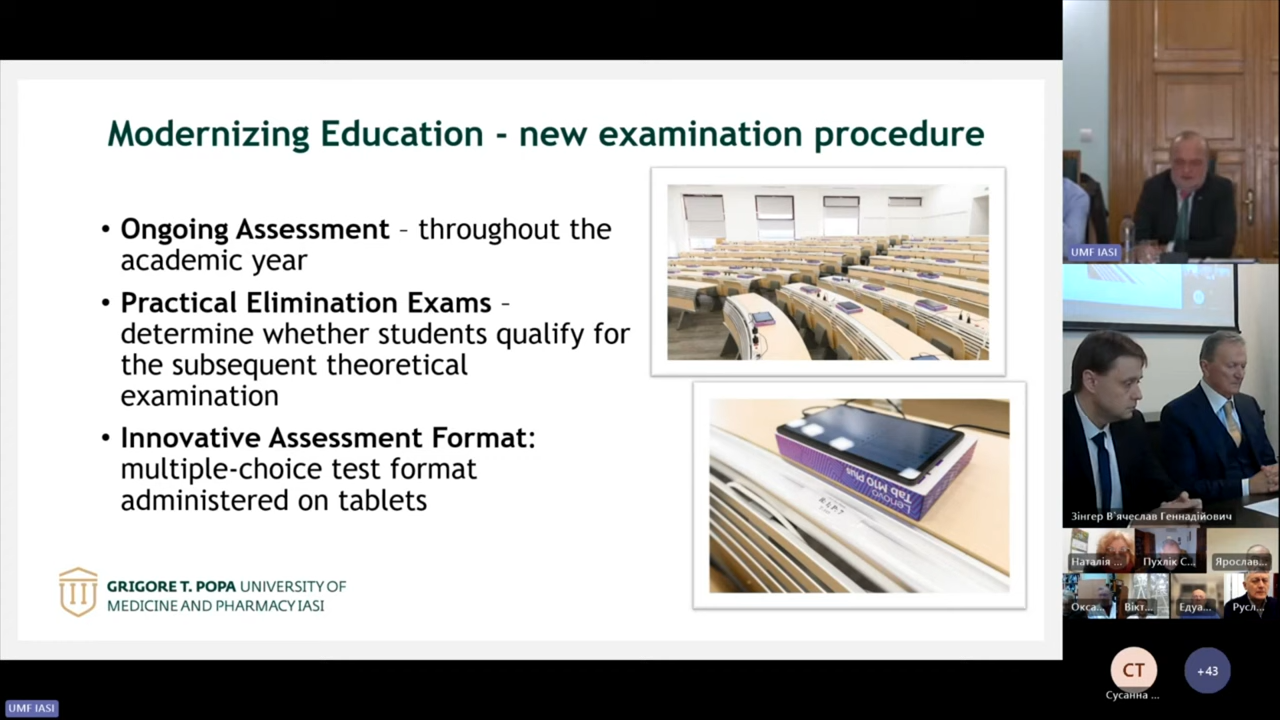 Modernizing Education - new examination procedure
• Ongoing Assessment – throughout the
academic year
• Practical Elimination Exams –
determine whether students qualify for
the subsequent theoretical
examination
• Innovative Assessment Format:
multiple-choice test format
administered on tablets
Lenovo
Tab M10 Plus
GRIGORE T. POPA UNIVERSITY OF
MEDICINE AND PHARMACY IAȘI
UMF IASI
UMF IASI
Зінгер В'ячеслав Геннадійович
Наталія ...
Пухлік С...
Ярослав...
Окса...
Вікт...
Едуа...
Русл...
СТ
Сусанна ...
+43